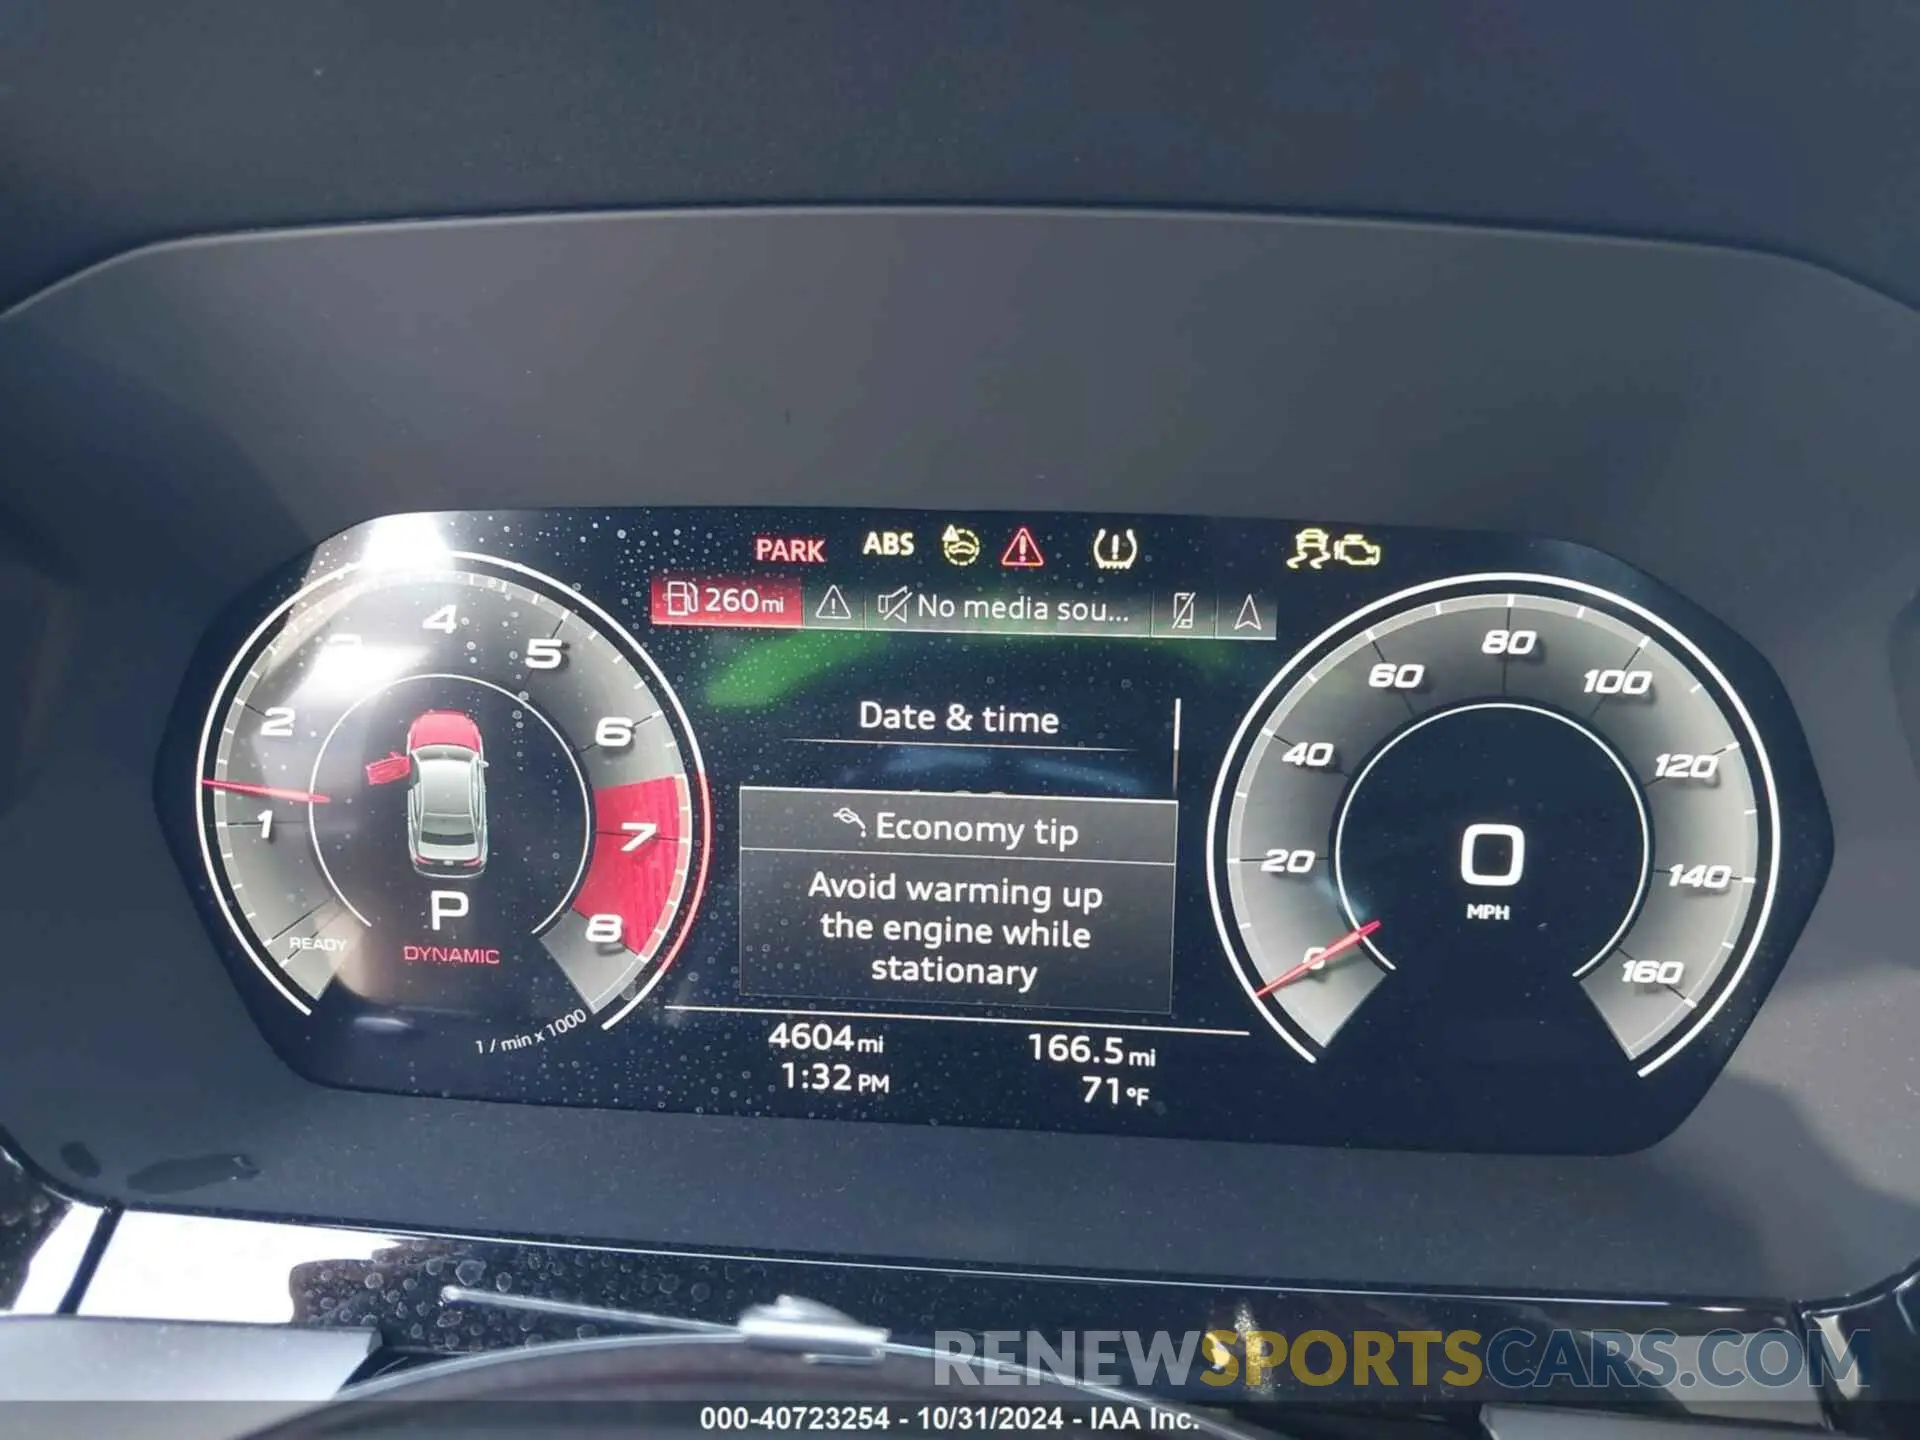 PARK ABS
260mi No media sou...
Date & time
Economy tip
Avoid warming up
the engine while
stationary
4604mi 166.5mi
1:32PM 71°F
READY 1 2 4 5 6 7 8
P
DYNAMIC
1 / min x 1000
0 20 40 60 80 100 120 140 160
0
MPH
RENEWSPORTSCARS.COM
000-40723254 - 10/31/2024 - IAA Inc.